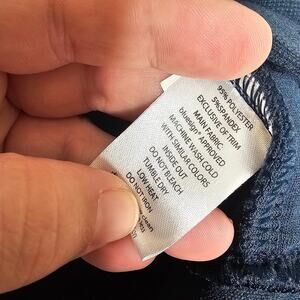 95% POLYESTER
5%SPANDEX
EXCLUSIVE OF TRIM
MAIN FABRIC
bluesign® APPROVED
MACHINE WASH COLD
WITH SIMILAR COLORS
INSIDE OUT
DO NOT BLEACH
TUMBLE DRY
LOW HEAT
DO NOT IRON
clean